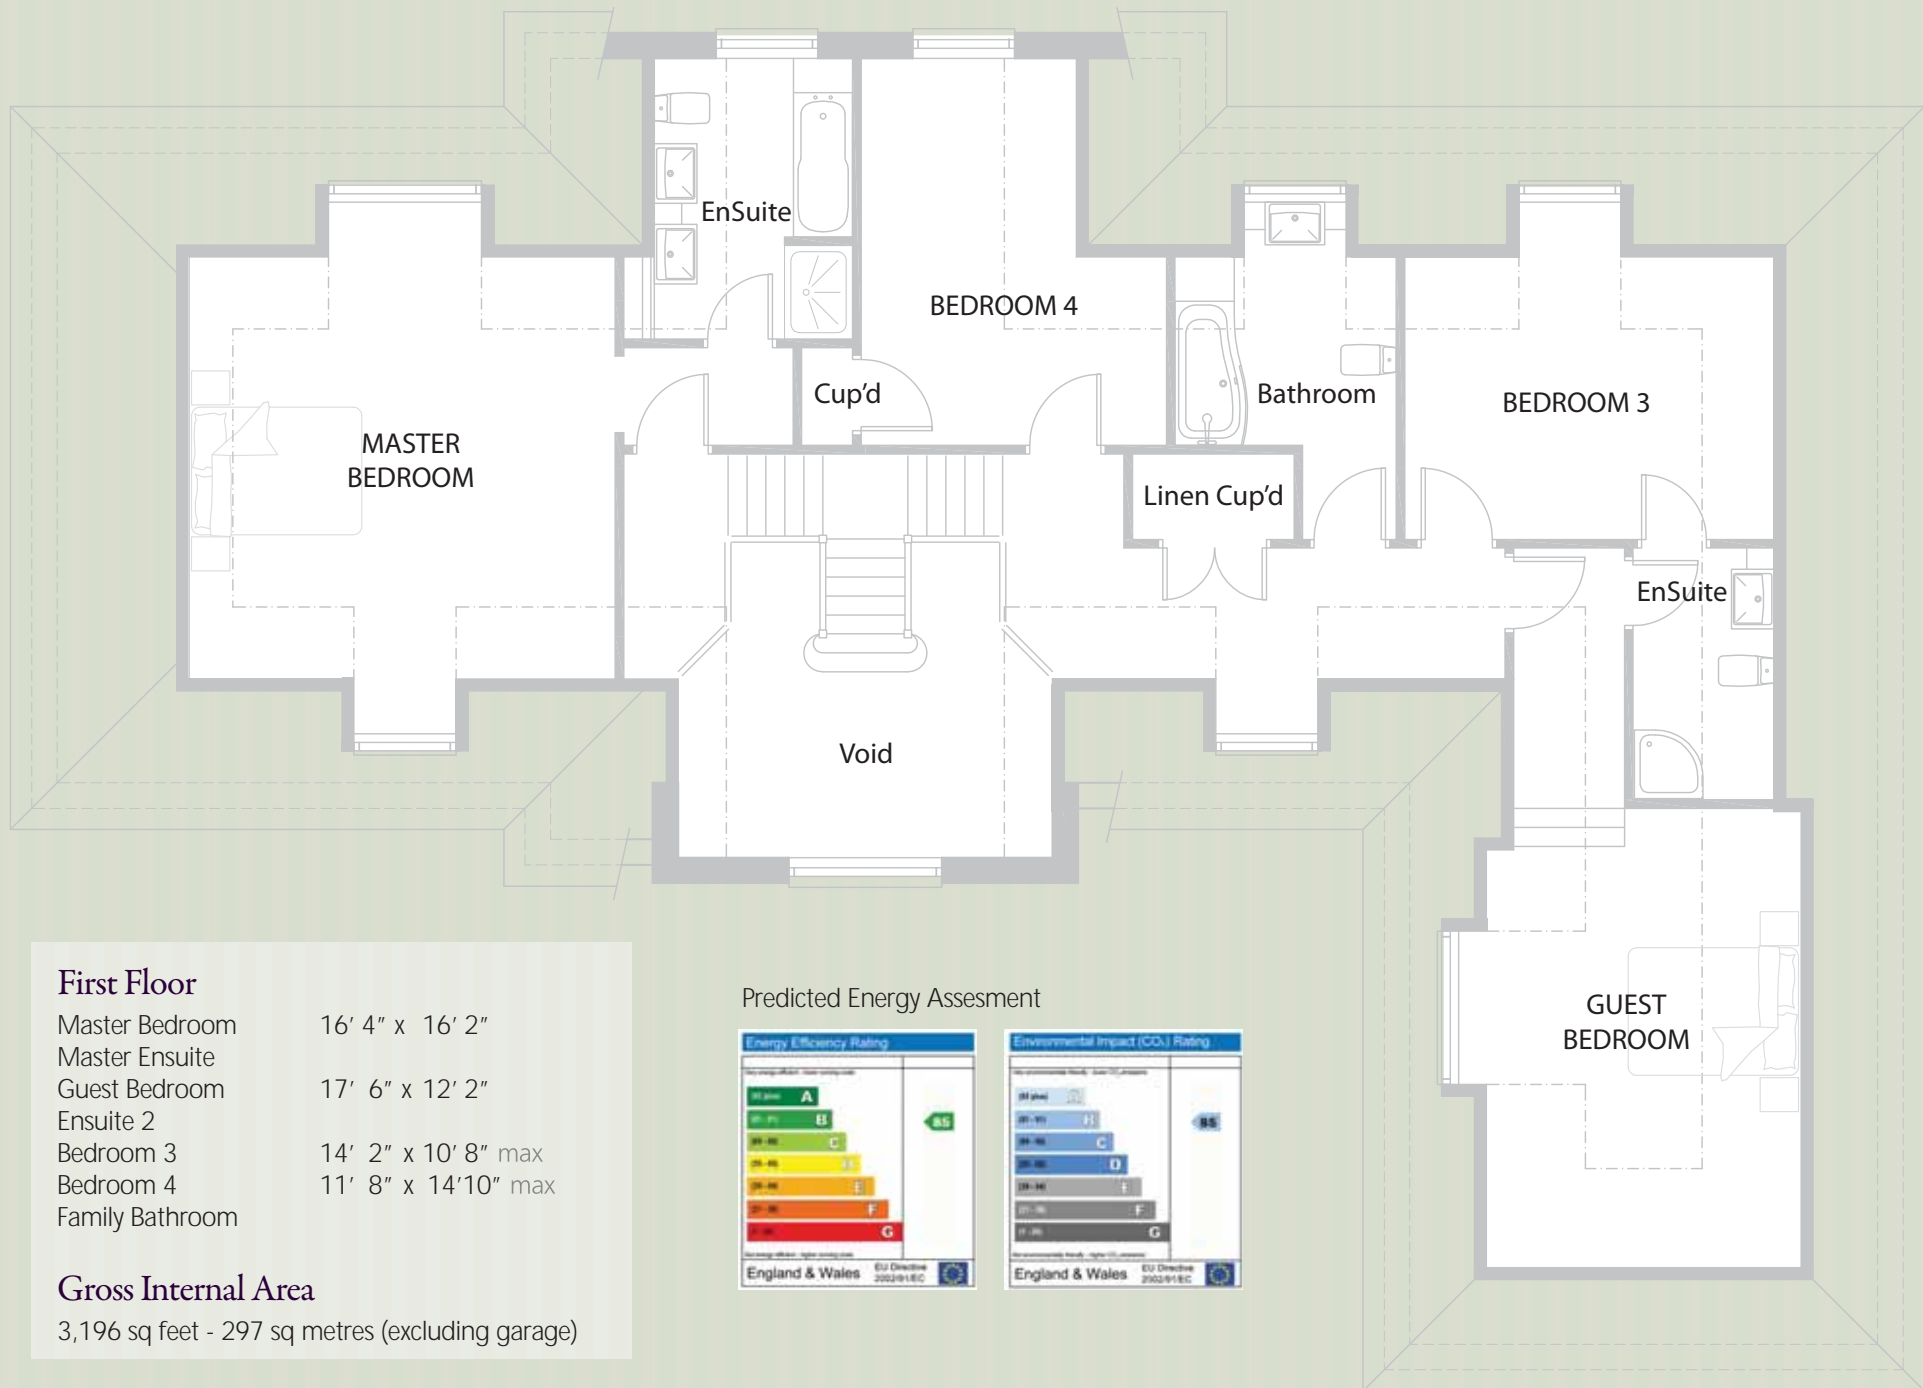 EnSuite
BEDROOM 4
Cup’d
Bathroom
BEDROOM 3
MASTER
BEDROOM
Linen Cup’d
EnSuite
Void
GUEST
BEDROOM
First Floor
Master Bedroom 16’ 4” x 16’ 2”
Master Ensuite
Guest Bedroom 17’ 6” x 12’ 2”
Ensuite 2
Bedroom 3 14’ 2” x 10’ 8” max
Bedroom 4 11’ 8” x 14’10” max
Family Bathroom
Gross Internal Area
3,196 sq feet - 297 sq metres (excluding garage)
Predicted Energy Assesment
Energy Efficiency Rating
A
B
C
D
E
F
G
85
England & Wales
EU Directive
2002/91/EC
Environmental Impact (CO₂) Rating
B
C
D
E
F
G
85
England & Wales
EU Directive
2002/91/EC